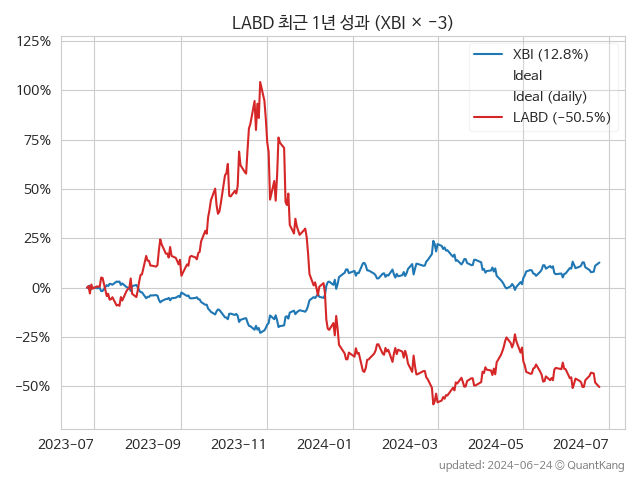 LABD 최근 1년 성과 (XBI × −3)
125%
100%
75%
50%
25%
0%
−25%
−50%
XBI (12.8%)
Ideal
Ideal (daily)
LABD (−50.5%)
2023-07 2023-09 2023-11 2024-01 2024-03 2024-05 2024-07
updated: 2024-06-24 © QuantKang